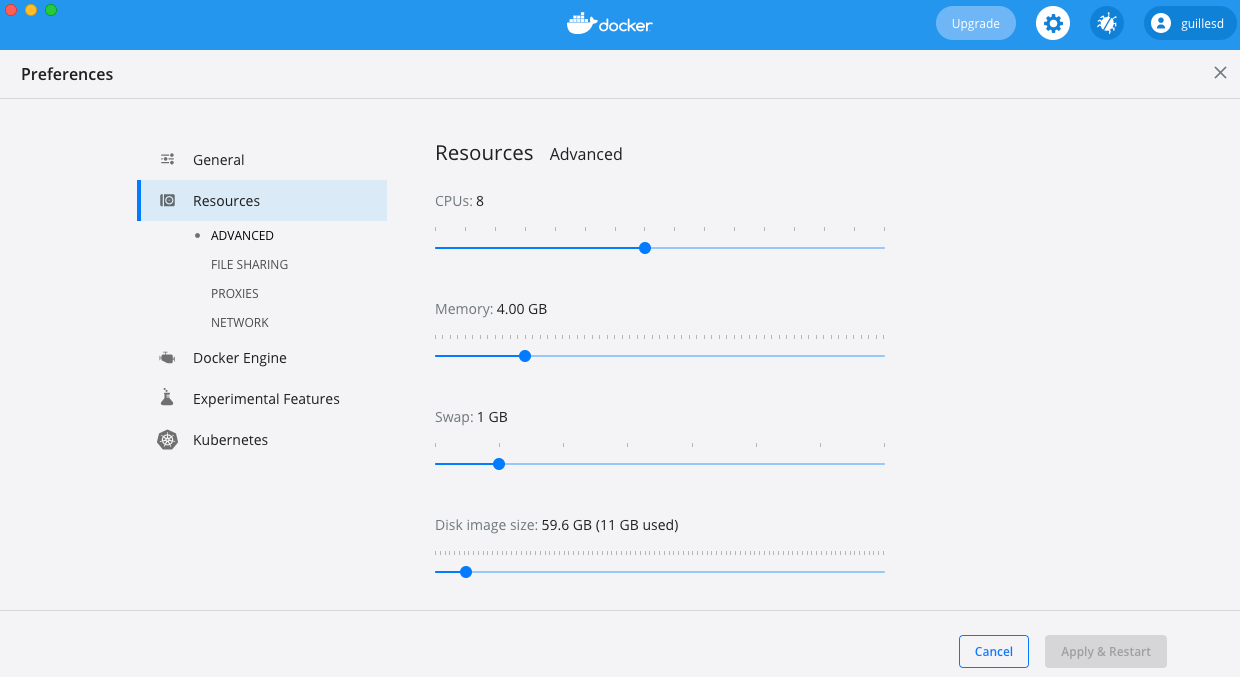 docker
Upgrade
guillesd
Preferences
General
Resources
ADVANCED
FILE SHARING
PROXIES
NETWORK
Docker Engine
Experimental Features
Kubernetes
Resources Advanced
CPUs: 8
Memory: 4.00 GB
Swap: 1 GB
Disk image size: 59.6 GB (11 GB used)
Cancel
Apply & Restart